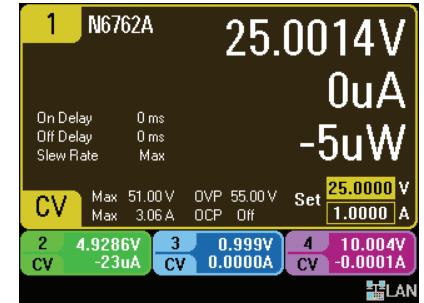 1 N6762A 25.0014V
0uA
-5uW
On Delay 0 ms
Off Delay 0 ms
Slew Rate Max
CV Max 51.00 V OVP 55.00 V Set 25.0000 V
Max 3.06 A OCP Off 1.0000 A
2 4.9286V 3 0.999V 4 10.004V
CV -23uA CV 0.0000A CV -0.0001A
LAN